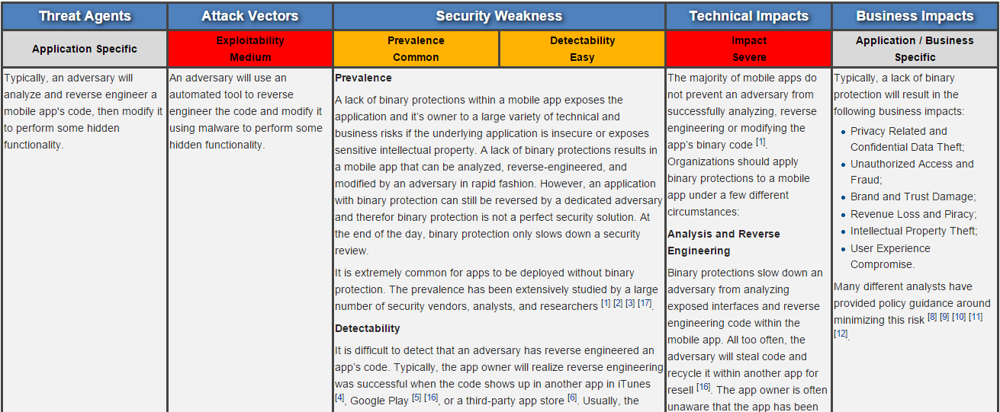 Threat Agents
Attack Vectors
Security Weakness
Technical Impacts
Business Impacts
Application Specific
Exploitability
Medium
Prevalence
Common
Detectability
Easy
Impact
Severe
Application / Business
Specific
Typically, an adversary will
analyze and reverse engineer a
mobile app's code, then modify it
to perform some hidden
functionality.
An adversary will use an
automated tool to reverse
engineer the code and modify it
using malware to perform some
hidden functionality.
Prevalence
A lack of binary protections within a mobile app exposes the
application and it's owner to a large variety of technical and
business risks if the underlying application is insecure or exposes
sensitive intellectual property. A lack of binary protections results in
a mobile app that can be analyzed, reverse-engineered, and
modified by an adversary in rapid fashion. However, an application
with binary protection can still be reversed by a dedicated adversary
and therefor binary protection is not a perfect security solution. At
the end of the day, binary protection only slows down a security
review.
It is extremely common for apps to be deployed without binary
protection. The prevalence has been extensively studied by a large
number of security vendors, analysts, and researchers [1] [2] [3] [17].
Detectability
It is difficult to detect that an adversary has reverse engineered an
app's code. Typically, the app owner will realize reverse engineering
was successful when the code shows up in another app in iTunes
[4], Google Play [5] [16], or a third-party app store [6]. Usually, the
The majority of mobile apps do
not prevent an adversary from
successfully analyzing, reverse
engineering or modifying the
app's binary code [1].
Organizations should apply
binary protections to a mobile
app under a few different
circumstances:
Analysis and Reverse
Engineering
Binary protections slow down an
adversary from analyzing
exposed interfaces and reverse
engineering code within the
mobile app. All too often, the
adversary will steal code and
recycle it within another app for
resell [16]. The app owner is often
unaware that the app has been
Typically, a lack of binary
protection will result in the
following business impacts:
• Privacy Related and
Confidential Data Theft;
• Unauthorized Access and
Fraud;
• Brand and Trust Damage;
• Revenue Loss and Piracy;
• Intellectual Property Theft;
• User Experience
Compromise.
Many different analysts have
provided policy guidance around
minimizing this risk [8] [9] [10] [11]
[12].